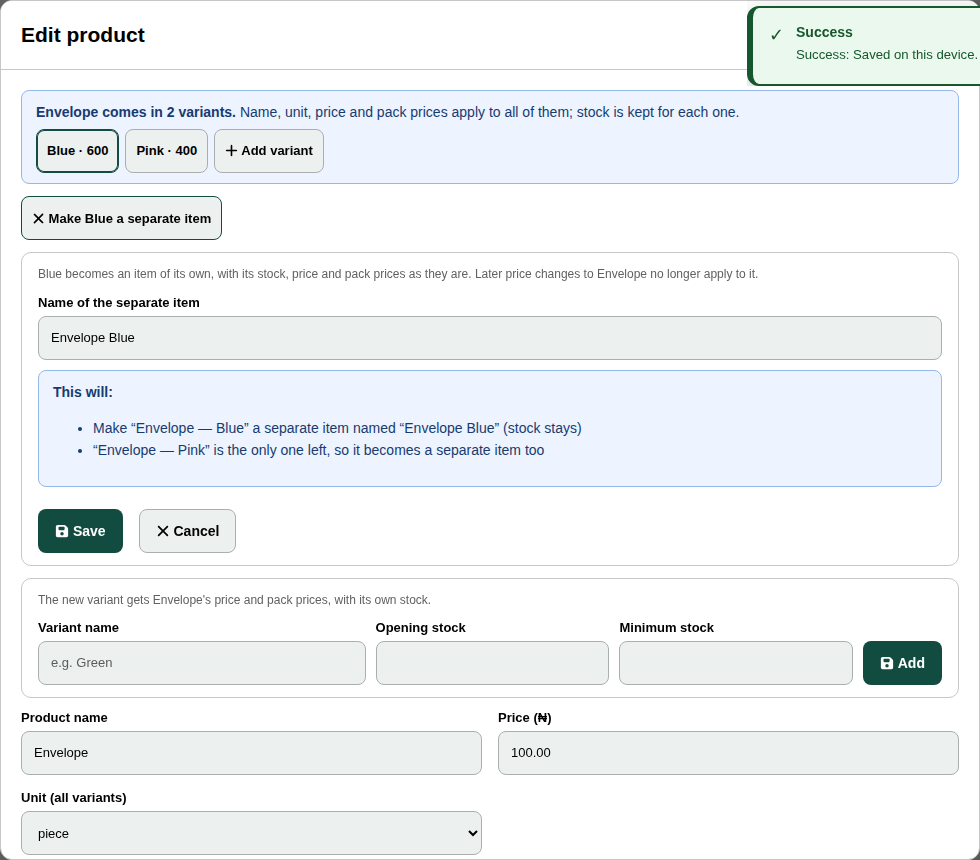 Edit product
✓ Success
Success: Saved on this device.
Envelope comes in 2 variants. Name, unit, price and pack prices apply to all of them; stock is kept for each one.
Blue · 600
Pink · 400
Add variant
Make Blue a separate item
Blue becomes an item of its own, with its stock, price and pack prices as they are. Later price changes to Envelope no longer apply to it.
Name of the separate item
Envelope Blue
This will:
• Make “Envelope — Blue” a separate item named “Envelope Blue” (stock stays)
• “Envelope — Pink” is the only one left, so it becomes a separate item too
Save
Cancel
The new variant gets Envelope's price and pack prices, with its own stock.
Variant name
Opening stock
Minimum stock
e.g. Green
Add
Product name
Price (₦)
Envelope
100.00
Unit (all variants)
piece